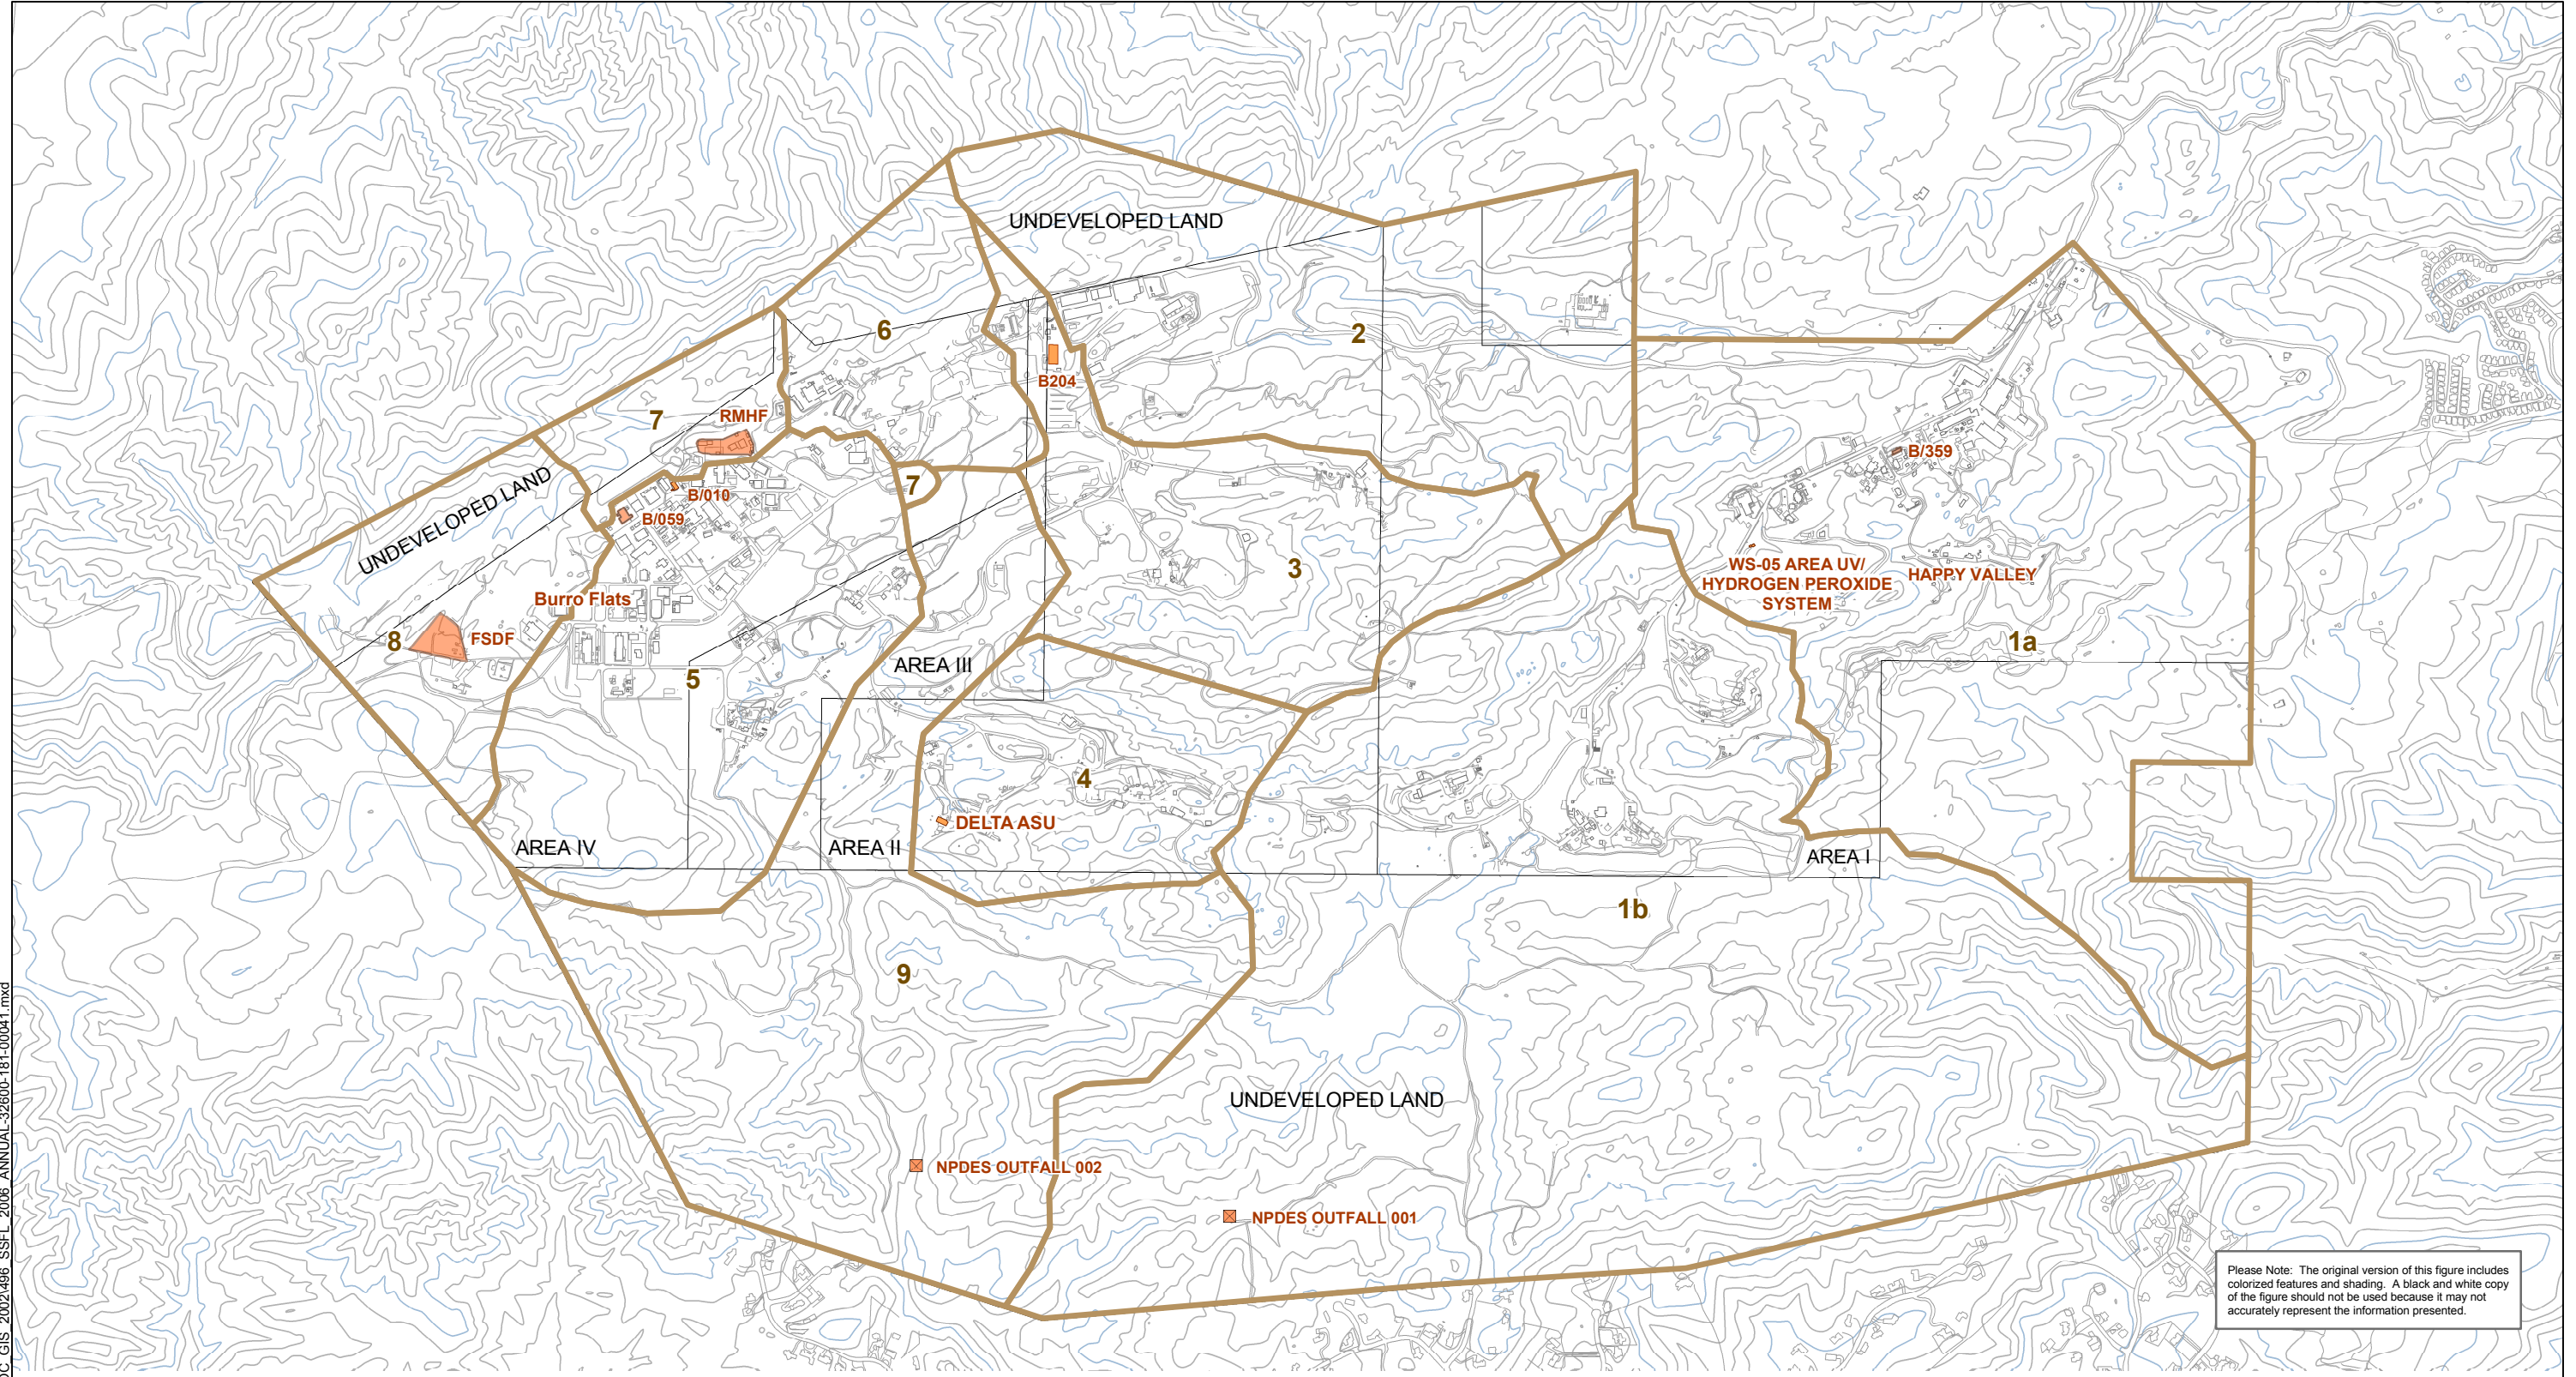 UNDEVELOPED LAND
6
2
B204
7
RMHF
B/359
UNDEVELOPED LAND
7
B/010
B/059
3
WS-05 AREA UV/
HYDROGEN PEROXIDE
SYSTEM
HAPPY VALLEY
Burro Flats
8
FSDF
1a
AREA III
5
4
DELTA ASU
AREA IV
AREA II
AREA I
1b
9
UNDEVELOPED LAND
NPDES OUTFALL 002
NPDES OUTFALL 001
Please Note: The original version of this figure includes
colorized features and shading. A black and white copy
of the figure should not be used because it may not
accurately represent the information presented.